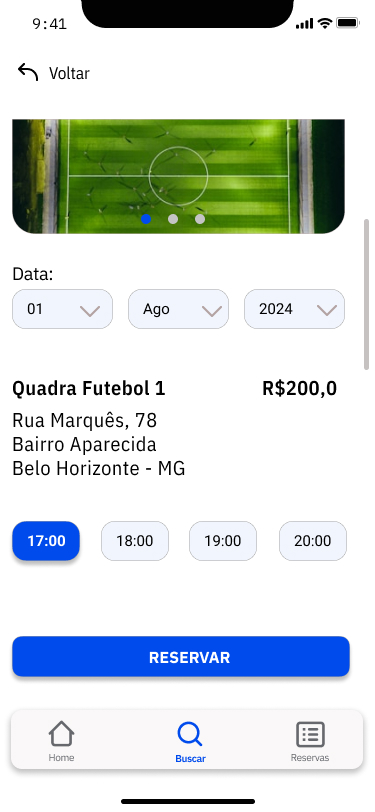 9:41
Voltar
Data:
01 Ago 2024
Quadra Futebol 1 R$200,0
Rua Marquês, 78
Bairro Aparecida
Belo Horizonte - MG
17:00 18:00 19:00 20:00
RESERVAR
Home Buscar Reservas